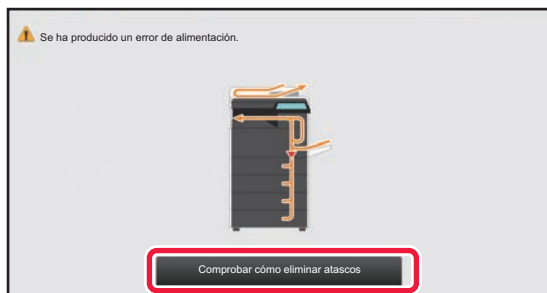 Se ha producido un error de alimentación.
Comprobar cómo eliminar atascos